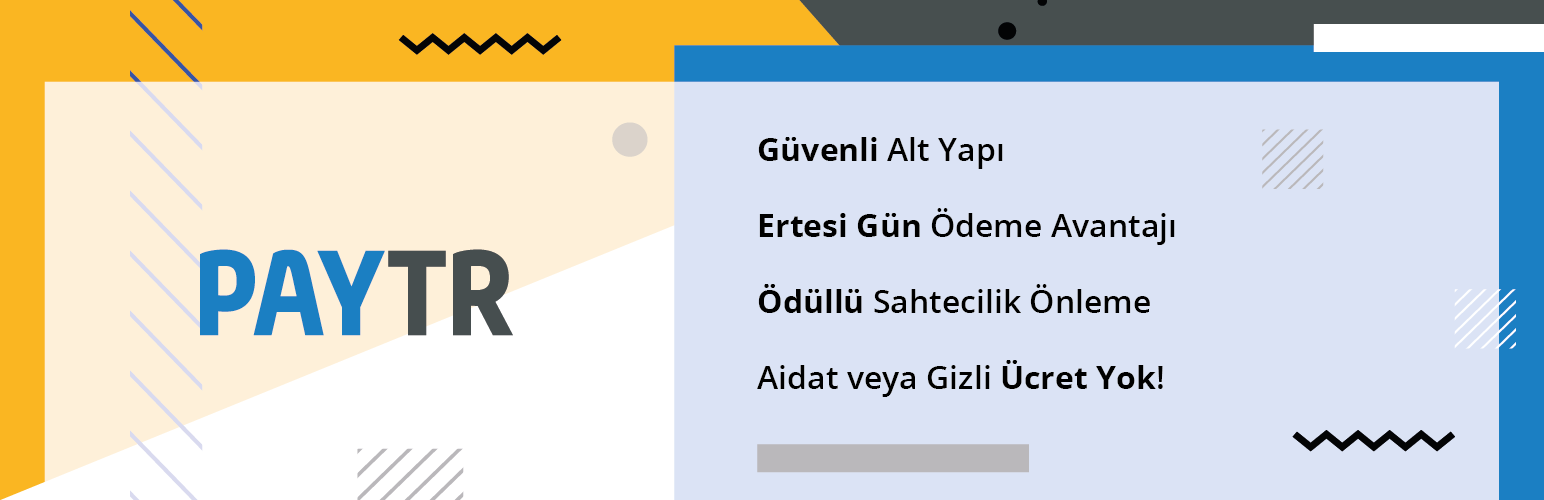 PAYTR
Güvenli Alt Yapı
Ertesi Gün Ödeme Avantajı
Ödüllü Sahtecilik Önleme
Aidat veya Gizli Ücret Yok!